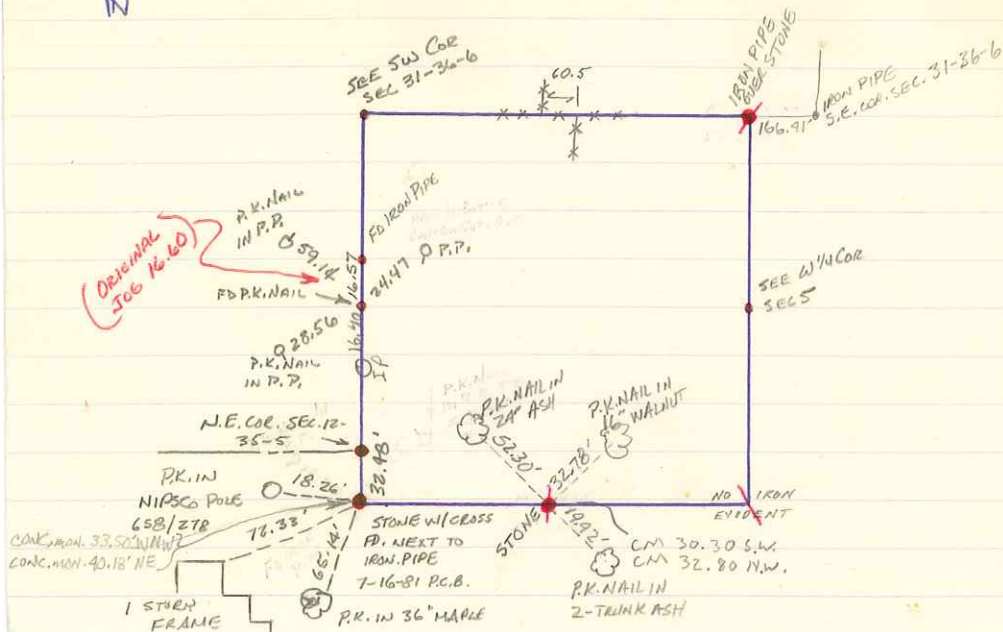 N
SEE SW COR
SEC 31-36-6
60.5
IRON PIPE
OVER STONE
166.91
IRON PIPE
S.E. COR. SEC. 31-36-6
P.K. NAIL
IN P.P.
59.14
FD IRON PIPE
16.57
24.47
P.P.
ORIGINAL
JOG 16.60
FD P.K. NAIL
28.56
16.40
P.K. NAIL
IN P.P.
IP
SEE W 1/4 COR
SEC 5
P.K. NAIL IN
24" ASH
52.30'
P.K. NAIL IN
16" WALNUT
32.78'
N.E. COR. SEC. 12-
35-5
32.48'
P.K. IN
NIPSCO POLE
658/278
18.26'
72.33'
CONC. MON. 33.50' WNW
CONC. MON. 40.18' NE
STONE W/CROSS
FD. NEXT TO
IRON PIPE
7-16-81 P.C.B.
65.14'
P.K. IN 36" MAPLE
1 STORY
FRAME
STONE
19.92'
P.K. NAIL IN
2-TRUNK ASH
CM 30.30 S.W.
CM 32.80 N.W.
NO IRON
EVIDENT